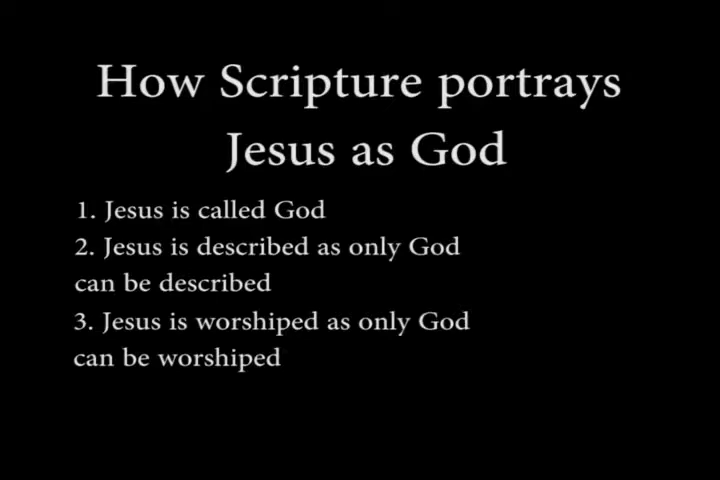 How Scripture portrays
Jesus as God
1. Jesus is called God
2. Jesus is described as only God
can be described
3. Jesus is worshiped as only God
can be worshiped